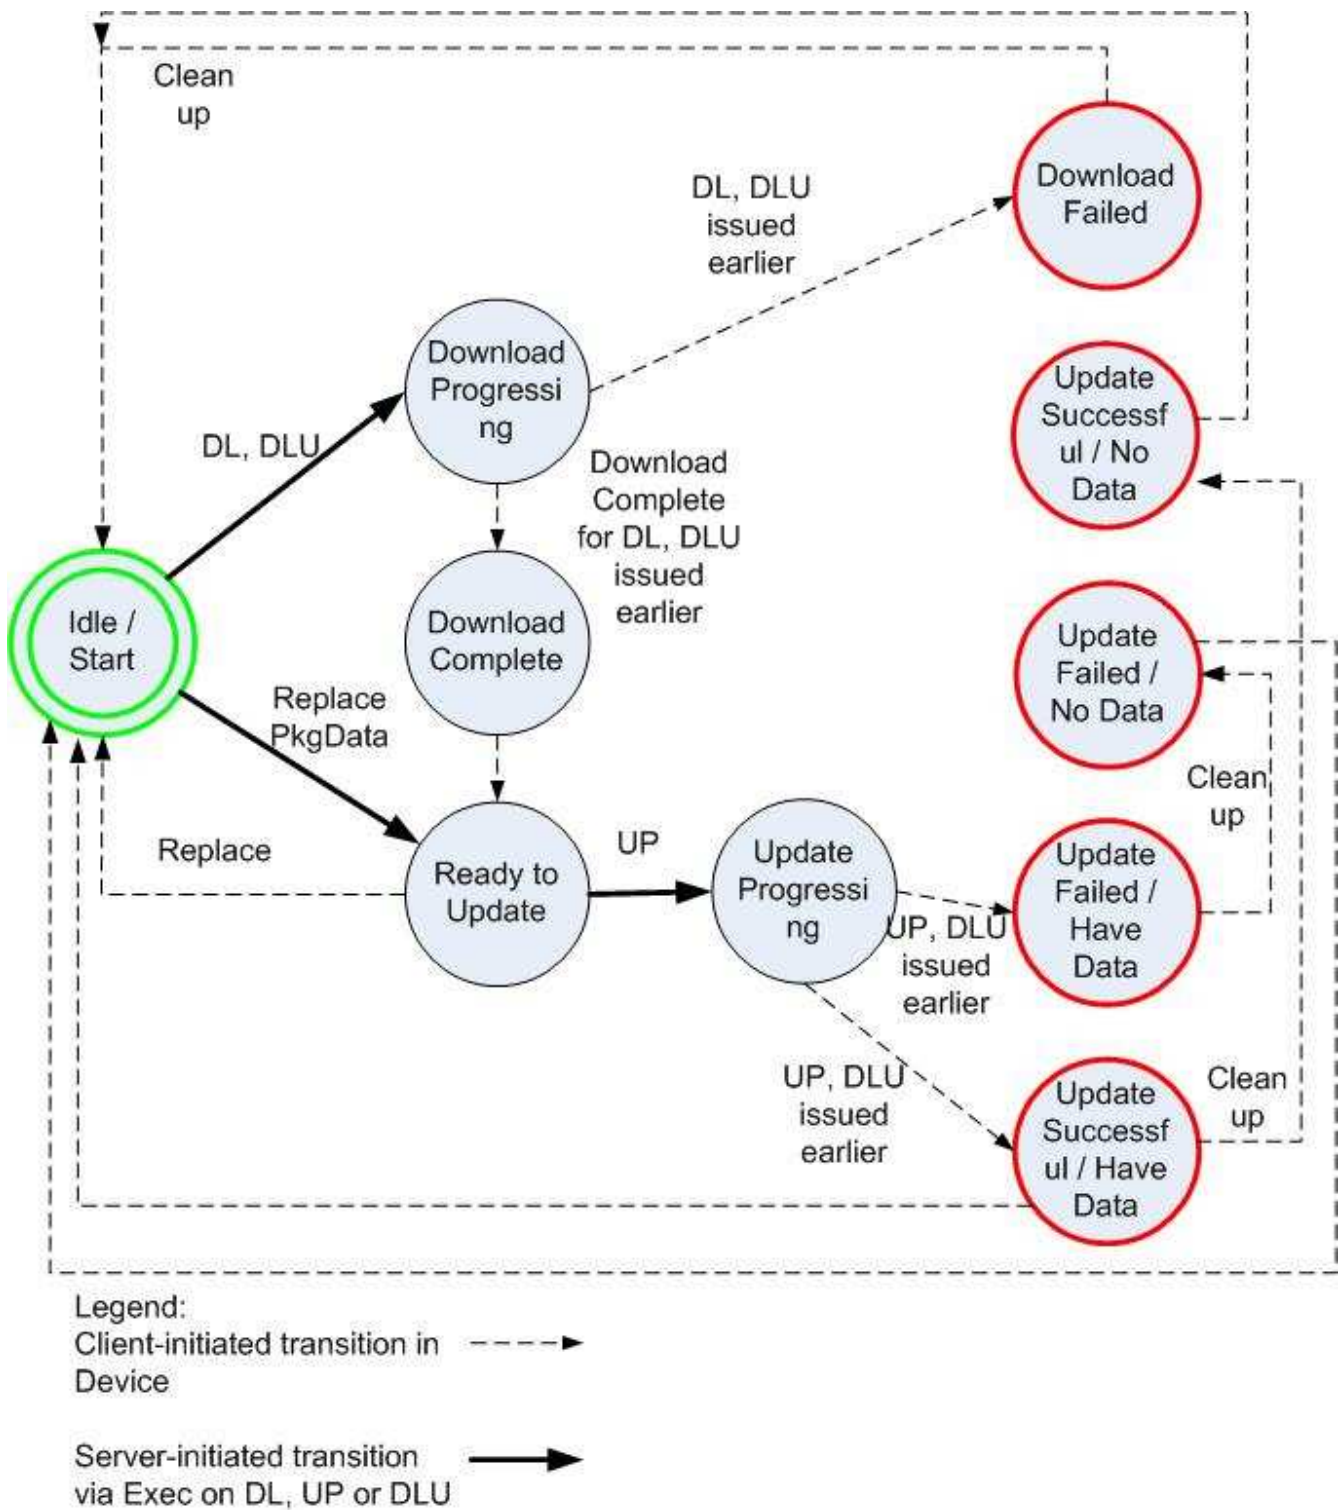 Clean
up
Download
Failed
DL, DLU
issued
earlier
Download
Progressi
ng
Update
Successf
ul / No
Data
DL, DLU
Download
Complete
for DL, DLU
issued
earlier
Idle /
Start
Download
Complete
Update
Failed /
No Data
Replace
PkgData
Clean
up
Replace
Ready to
Update
UP
Update
Progressi
ng
Update
Failed /
Have
Data
UP, DLU
issued
earlier
UP, DLU
issued
earlier
Update
Successf
ul / Have
Data
Clean
up
Legend:
Client-initiated transition in
Device
Server-initiated transition
via Exec on DL, UP or DLU